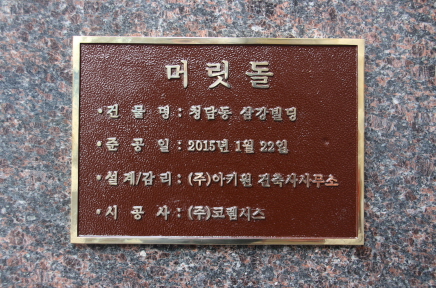 머릿돌
• 건 물 명 : 청담동 삼강빌딩
• 준 공 일 : 2015년 1월 22일
• 설계/감리 : (주)아키원 건축사사무소
• 시 공 사 : (주)코렘시스